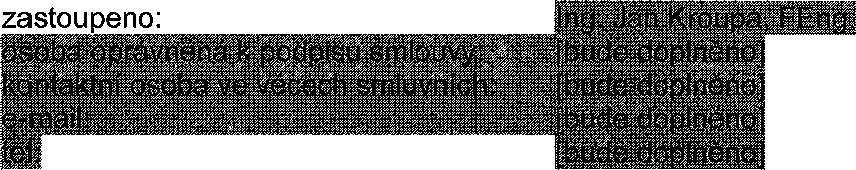 zastoupeno: Ing. Jan Kroupa, FEng.
osoba oprávněná k podpisu smlouvy: [bude doplněno]
kontaktní osoba ve věcech smluvních: [bude doplněno]
e-mail: [bude doplněno]
tel.: [bude doplněno]